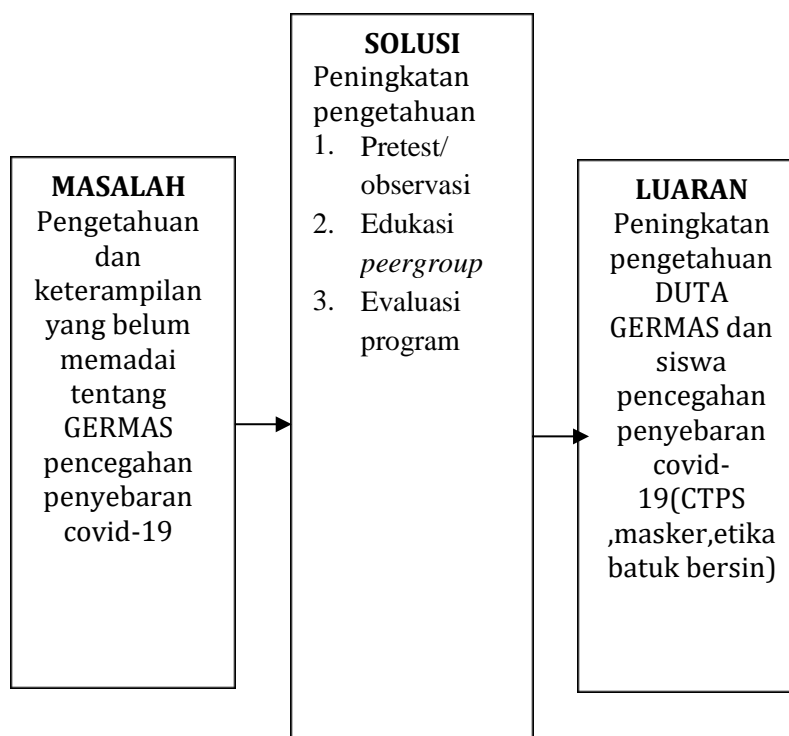 MASALAH
Pengetahuan
dan
keterampilan
yang belum
memadai
tentang
GERMAS
pencegahan
penyebaran
covid-19
SOLUSI
Peningkatan
pengetahuan
1. Pretest/
observasi
2. Edukasi
peergroup
3. Evaluasi
program
LUARAN
Peningkatan
pengetahuan
DUTA
GERMAS dan
siswa
pencegahan
penyebaran
covid-
19(CTPS
,masker,etika
batuk bersin)